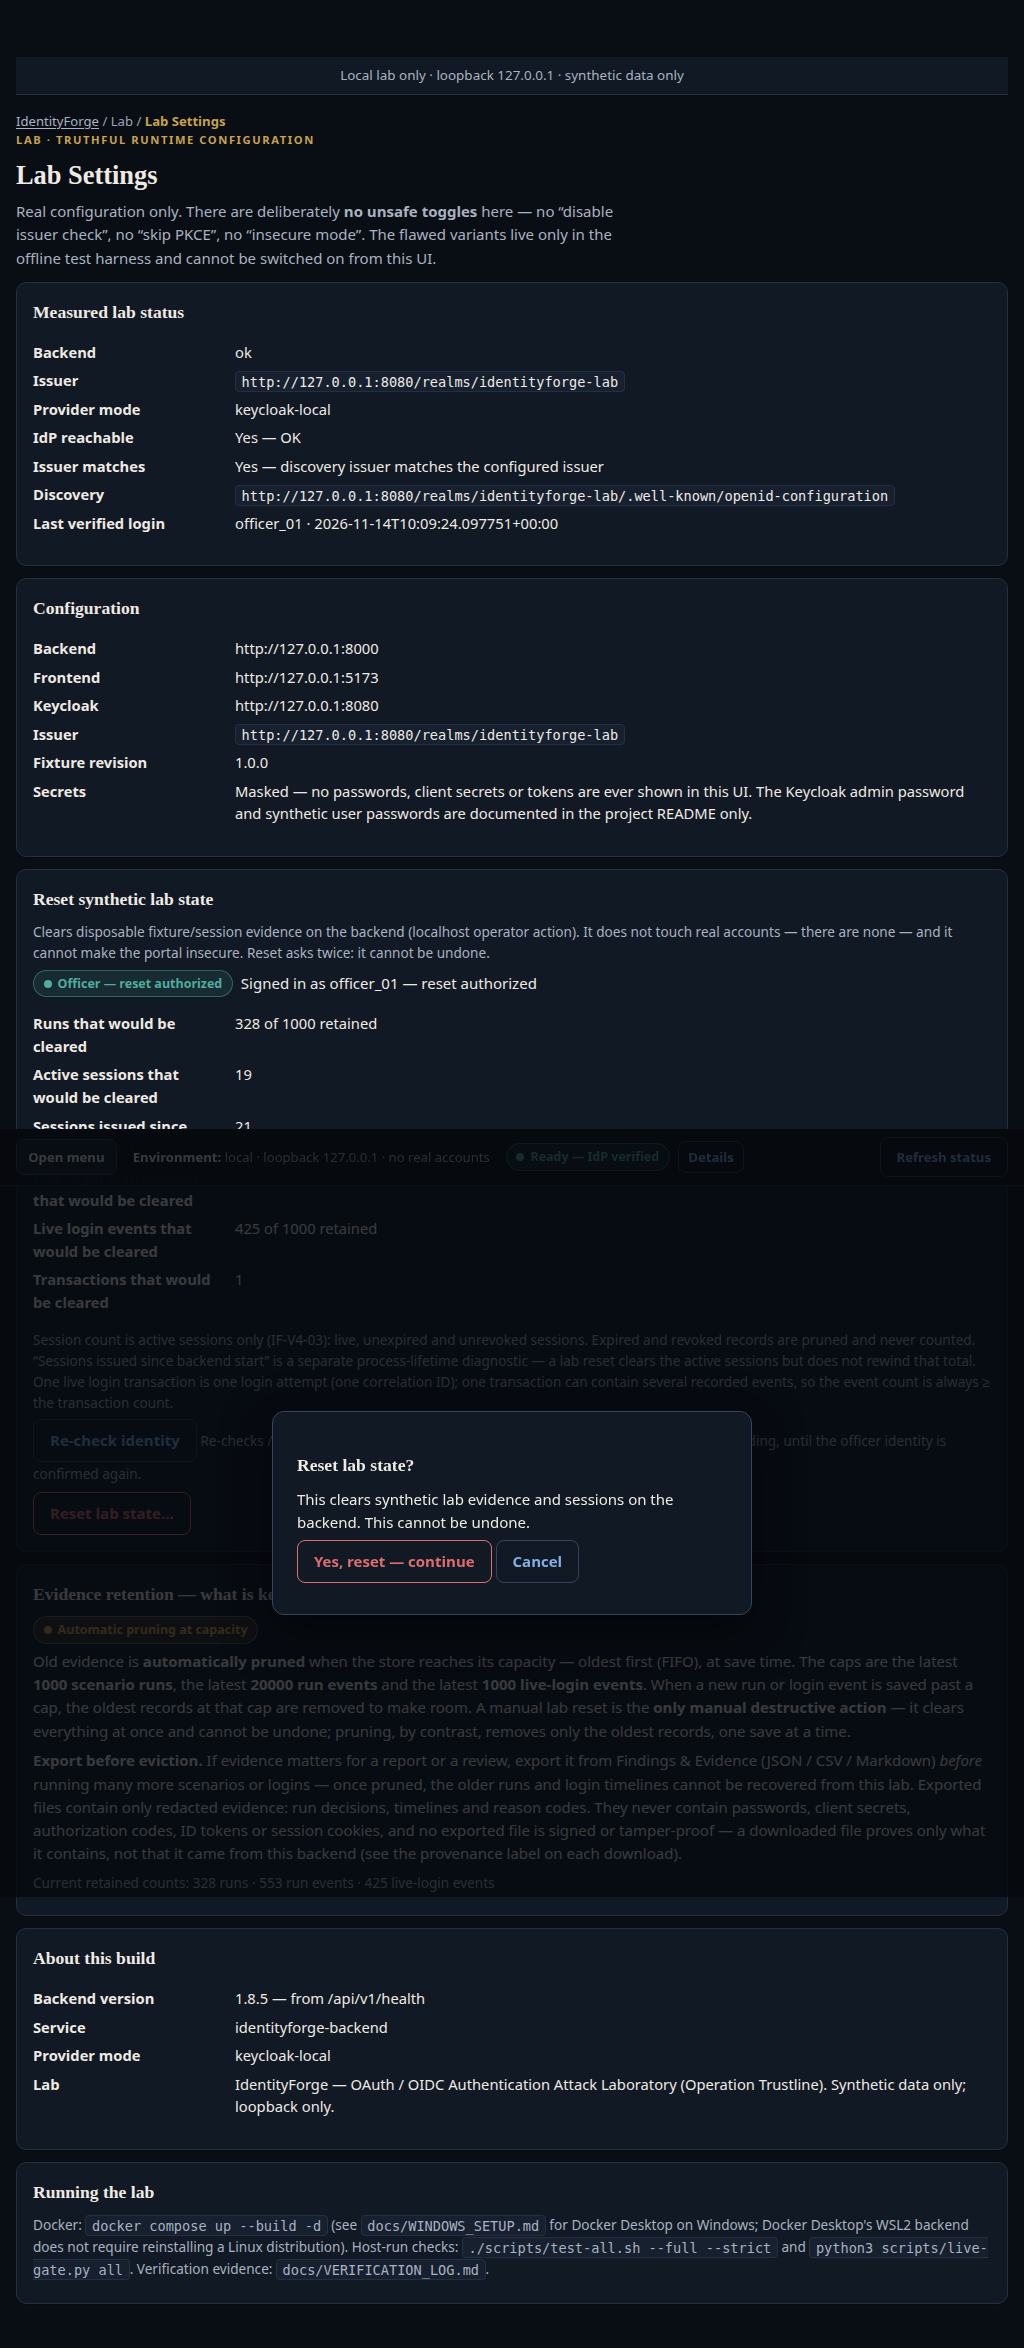 Local lab only · loopback 127.0.0.1 · synthetic data only
IdentityForge / Lab / Lab Settings
LAB · TRUTHFUL RUNTIME CONFIGURATION
Lab Settings
Real configuration only. There are deliberately no unsafe toggles here — no “disable
issuer check”, no “skip PKCE”, no “insecure mode”. The flawed variants live only in the
offline test harness and cannot be switched on from this UI.
Measured lab status
Backend ok
Issuer http://127.0.0.1:8080/realms/identityforge-lab
Provider mode keycloak-local
IdP reachable Yes — OK
Issuer matches Yes — discovery issuer matches the configured issuer
Discovery http://127.0.0.1:8080/realms/identityforge-lab/.well-known/openid-configuration
Last verified login officer_01 · 2026-11-14T10:09:24.097751+00:00
Configuration
Backend http://127.0.0.1:8000
Frontend http://127.0.0.1:5173
Keycloak http://127.0.0.1:8080
Issuer http://127.0.0.1:8080/realms/identityforge-lab
Fixture revision 1.0.0
Secrets Masked — no passwords, client secrets or tokens are ever shown in this UI. The Keycloak admin password
and synthetic user passwords are documented in the project README only.
Reset synthetic lab state
Clears disposable fixture/session evidence on the backend (localhost operator action). It does not touch real accounts — there are none — and it
cannot make the portal insecure. Reset asks twice: it cannot be undone.
Officer — reset authorized Signed in as officer_01 — reset authorized
Runs that would be 328 of 1000 retained
cleared
Active sessions that 19
would be cleared
Sessions issued since 21
Open menu Environment: local · loopback 127.0.0.1 · no real accounts Ready — IdP verified Details Refresh status
that would be cleared
Live login events that 425 of 1000 retained
would be cleared
Transactions that would 1
be cleared
Session count is active sessions only (IF-V4-03): live, unexpired and unrevoked sessions. Expired and revoked records are pruned and never counted.
“Sessions issued since backend start” is a separate process-lifetime diagnostic — a lab reset clears the active sessions but does not rewind that total.
One live login transaction is one login attempt (one correlation ID); one transaction can contain several recorded events, so the event count is always ≥
the transaction count.
Re-check identity Re-checks / ding, until the officer identity is
confirmed again.
Reset lab state…
Reset lab state?
This clears synthetic lab evidence and sessions on the
backend. This cannot be undone.
Yes, reset — continue Cancel
Evidence retention — what is ke
Automatic pruning at capacity
Old evidence is automatically pruned when the store reaches its capacity — oldest first (FIFO), at save time. The caps are the latest
1000 scenario runs, the latest 20000 run events and the latest 1000 live-login events. When a new run or login event is saved past a
cap, the oldest records at that cap are removed to make room. A manual lab reset is the only manual destructive action — it clears
everything at once and cannot be undone; pruning, by contrast, removes only the oldest records, one save at a time.
Export before eviction. If evidence matters for a report or a review, export it from Findings & Evidence (JSON / CSV / Markdown) before
running many more scenarios or logins — once pruned, the older runs and login timelines cannot be recovered from this lab. Exported
files contain only redacted evidence: run decisions, timelines and reason codes. They never contain passwords, client secrets,
authorization codes, ID tokens or session cookies, and no exported file is signed or tamper-proof — a downloaded file proves only what
it contains, not that it came from this backend (see the provenance label on each download).
Current retained counts: 328 runs · 553 run events · 425 live-login events
About this build
Backend version 1.8.5 — from /api/v1/health
Service identityforge-backend
Provider mode keycloak-local
Lab IdentityForge — OAuth / OIDC Authentication Attack Laboratory (Operation Trustline). Synthetic data only;
loopback only.
Running the lab
Docker: docker compose up --build -d (see docs/WINDOWS_SETUP.md for Docker Desktop on Windows; Docker Desktop's WSL2 backend
does not require reinstalling a Linux distribution). Host-run checks: ./scripts/test-all.sh --full --strict and python3 scripts/live-
gate.py all. Verification evidence: docs/VERIFICATION_LOG.md.